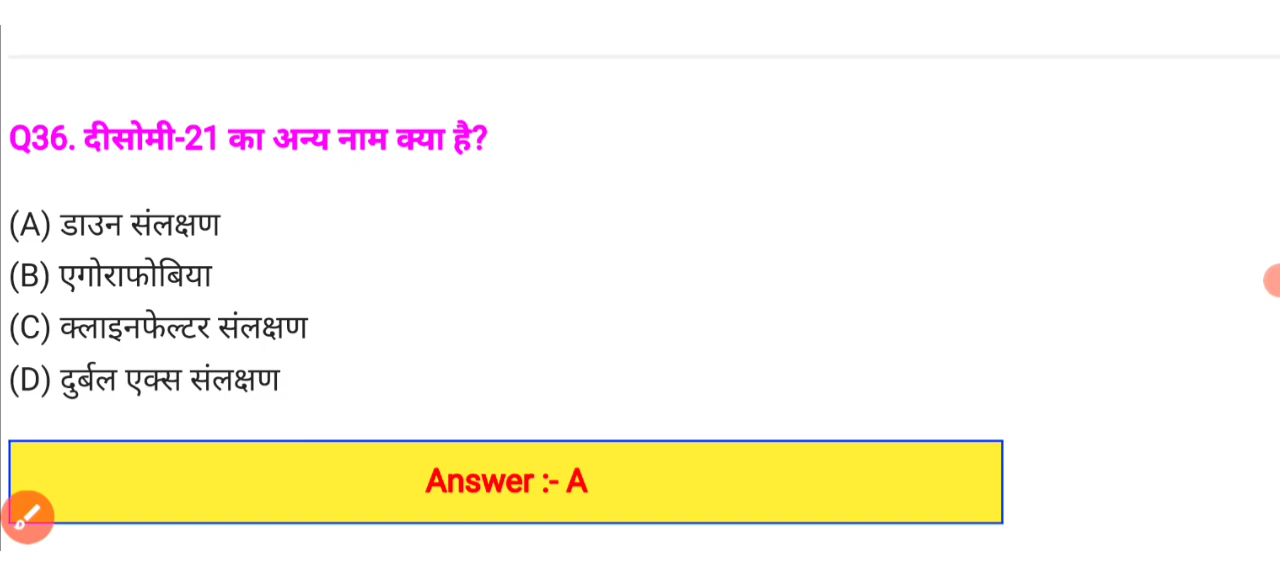 Q36. दीसोमी-21 का अन्य नाम क्या है?
(A) डाउन संलक्षण
(B) एगोराफोबिया
(C) क्लाइनफेल्टर संलक्षण
(D) दुर्बल एक्स संलक्षण
Answer :- A